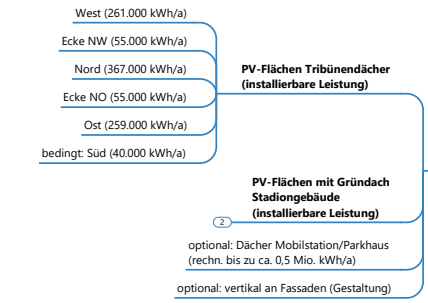 West (261.000 kWh/a)
Ecke NW (55.000 kWh/a)
Nord (367.000 kWh/a)
Ecke NO (55.000 kWh/a)
Ost (259.000 kWh/a)
bedingt: Süd (40.000 kWh/a)
PV-Flächen Tribünendächer
(installierbare Leistung)
PV-Flächen mit Gründach
Stadiongebäude
(installierbare Leistung)
2
optional: Dächer Mobilstation/Parkhaus
(rechn. bis zu ca. 0,5 Mio. kWh/a)
optional: vertikal an Fassaden (Gestaltung)